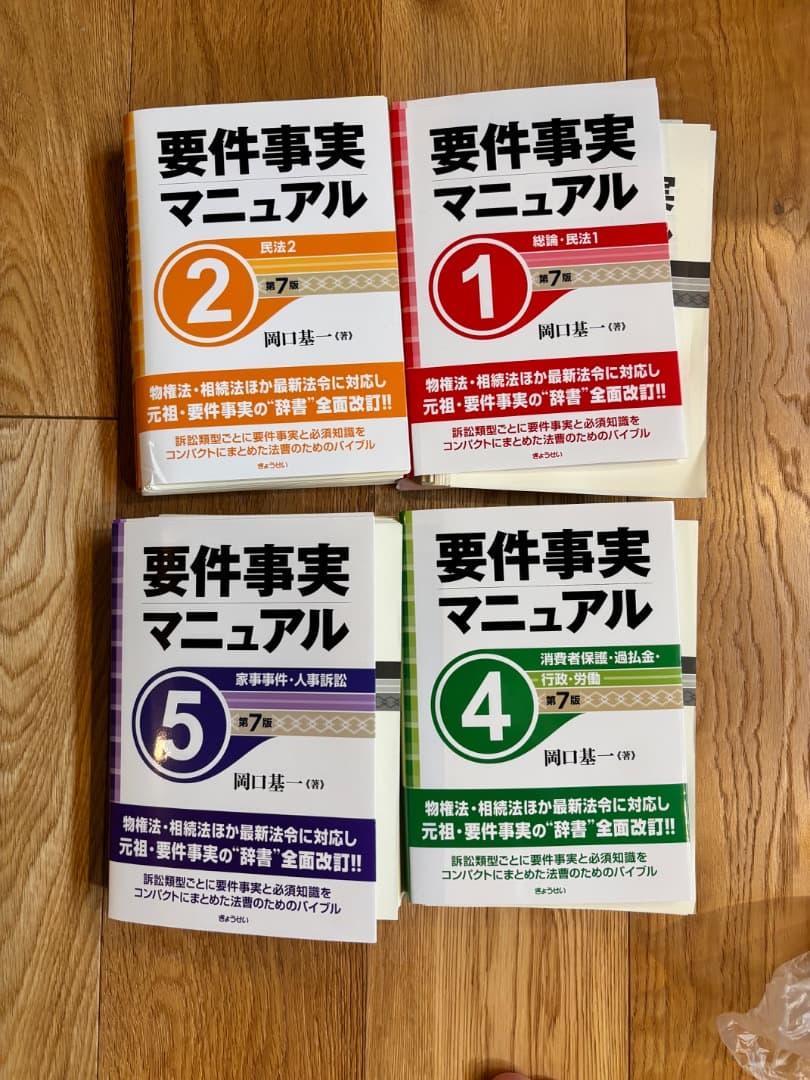 要件事実
マニュアル
民法2
2
第7版
岡口基一《著》
物権法・相続法ほか最新法令に対応し
元祖・要件事実の"辞書"全面改訂!!
訴訟類型ごとに要件事実と必須知識を
コンパクトにまとめた法曹のためのバイブル
要件事実
マニュアル
総論・民法1
1
第7版
岡口基一《著》
物権法・相続法ほか最新法令に対応し
元祖・要件事実の"辞書"全面改訂!!
訴訟類型ごとに要件事実と必須知識を
コンパクトにまとめた法曹のためのバイブル
ぎょうせい
実
要件事実
マニュアル
家事事件・人事訴訟
5
第7版
岡口基一《著》
物権法・相続法ほか最新法令に対応し
元祖・要件事実の"辞書"全面改訂!!
訴訟類型ごとに要件事実と必須知識を
コンパクトにまとめた法曹のためのバイブル
ぎょうせい
要件事実
マニュアル
消費者保護・過払金・
行政・労働
4
第7版
岡口基一《著》
物権法・相続法ほか最新法令に対応し
元祖・要件事実の"辞書"全面改訂!!
訴訟類型ごとに要件事実と必須知識を
コンパクトにまとめた法曹のためのバイブル
ぎょうせい